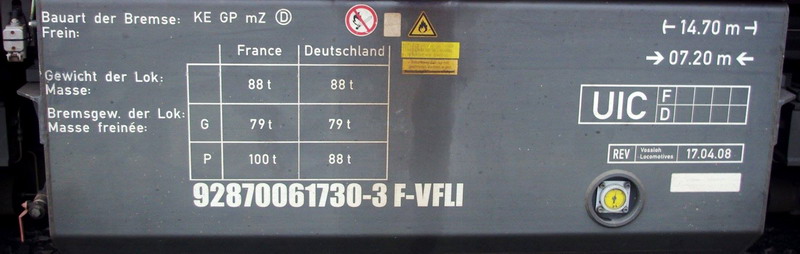 Bauart der Bremse: KE GP mZ Ⓓ
Frein:
14.70 m
07.20 m
France Deutschland
Gewicht der Lok: 88 t 88 t
Masse:
Bremsgew. der Lok:
Masse freinée: G 79 t 79 t
P 100 t 88 t
UIC F
D
REV Vossloh Locomotives 17.04.08
92870061730-3 F-VFLI